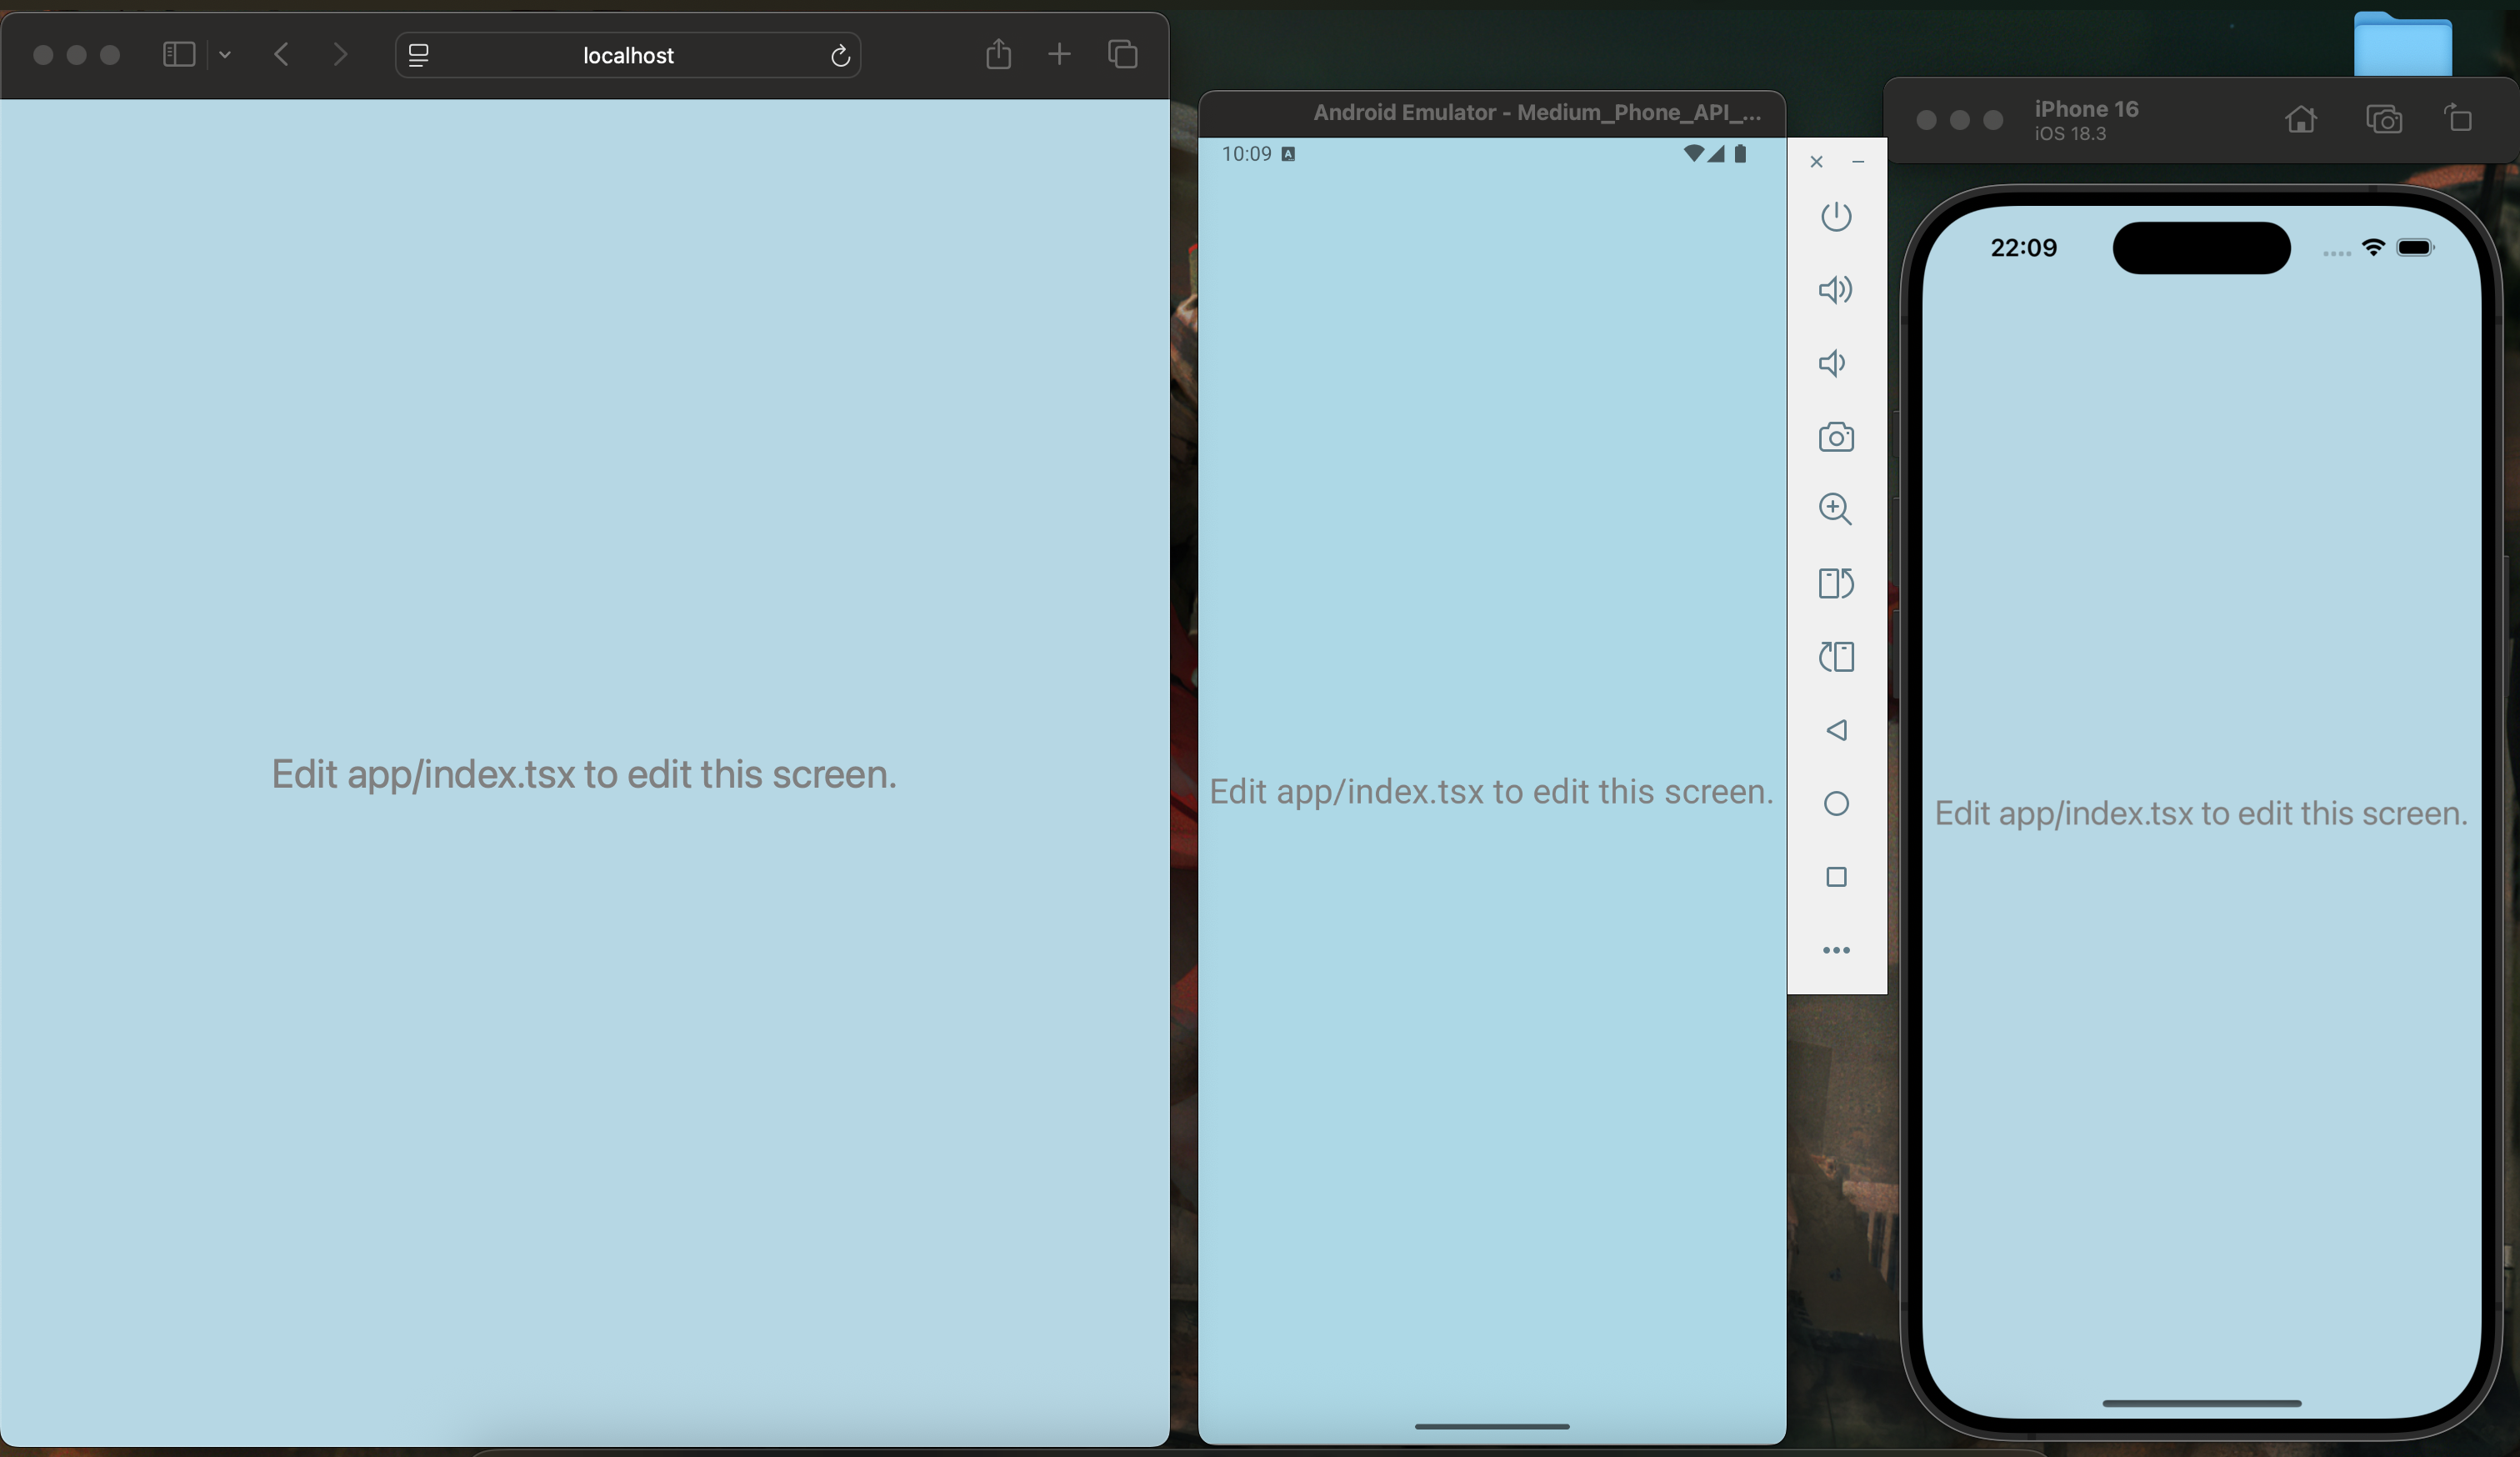 localhost
Edit app/index.tsx to edit this screen.
Android Emulator - Medium_Phone_API_...
10:09 A
Edit app/index.tsx to edit this screen.
iPhone 16
iOS 18.3
22:09
Edit app/index.tsx to edit this screen.